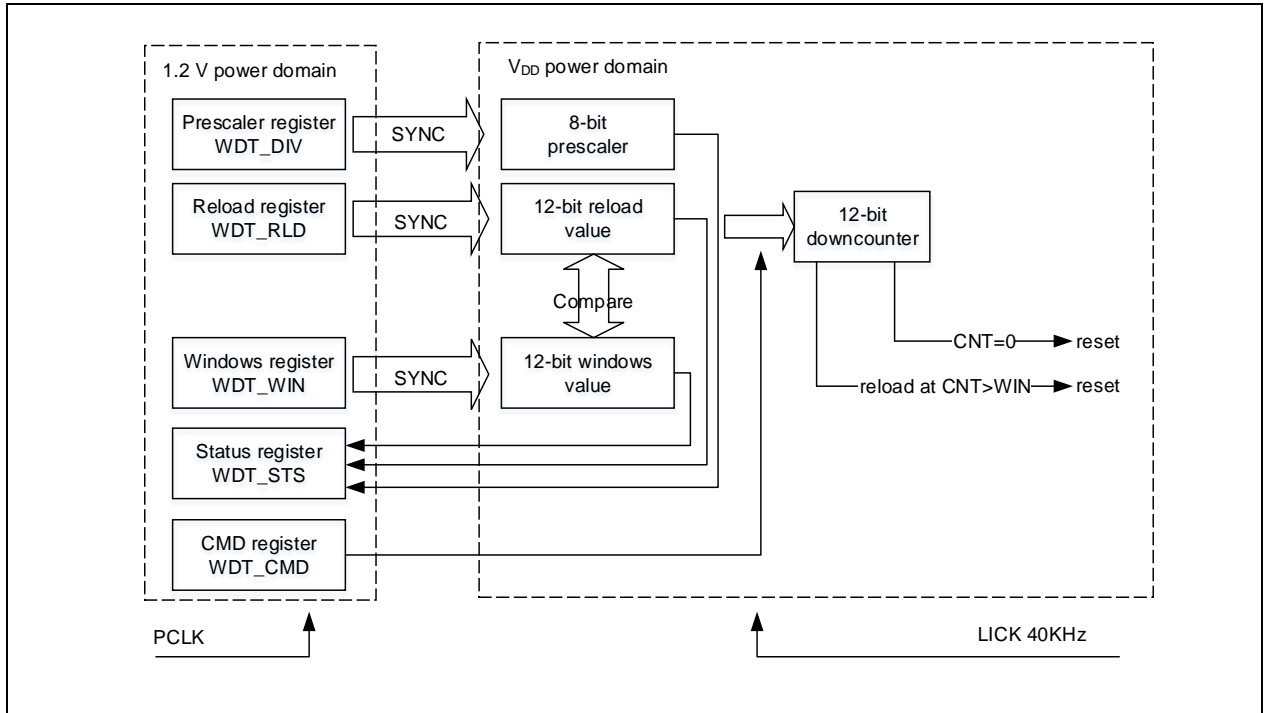 1.2 V power domain
Prescaler register
WDT_DIV
Reload register
WDT_RLD
Windows register
WDT_WIN
Status register
WDT_STS
CMD register
WDT_CMD
SYNC
SYNC
SYNC
VDD power domain
8-bit
prescaler
12-bit reload
value
Compare
12-bit windows
value
12-bit
downcounter
CNT=0
reset
reload at CNT>WIN
reset
PCLK
LICK 40KHz